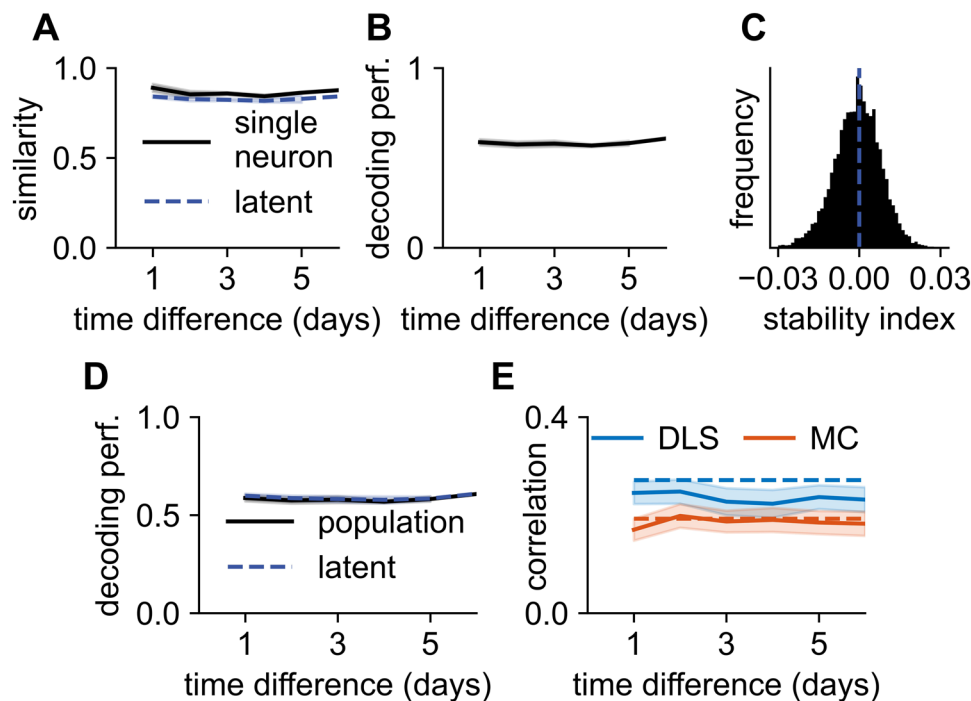 A
similarity
1.0
0.5
0.0
single
neuron
latent
1 3 5
time difference (days)
B
decoding perf.
1
0
1 3 5
time difference (days)
C
frequency
−0.03 0.00 0.03
stability index
D
decoding perf.
1.0
0.5
0.0
population
latent
1 3 5
time difference (days)
E
correlation
0.4
0.0
DLS MC
1 3 5
time difference (days)